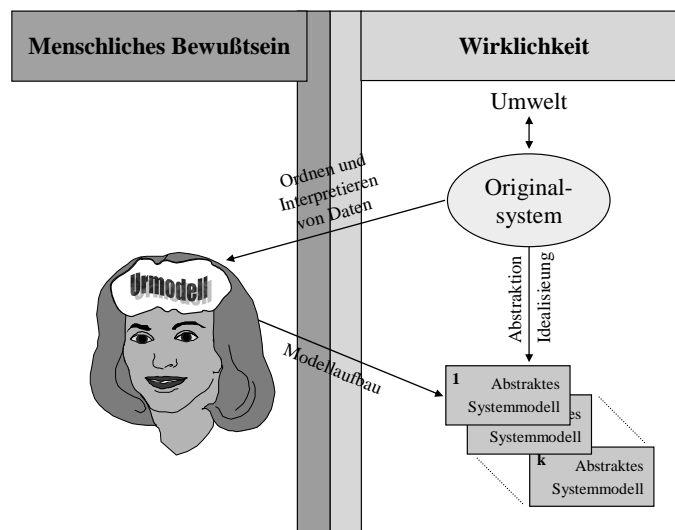 Menschliches Bewußtsein
Wirklichkeit
Umwelt
Original-
system
Ordnen und
Interpretieren
von Daten
Urmodell
Abstraktion
Idealisieung
Modellaufbau
1 Abstraktes
Systemmodell
es
Systemmodell
k Abstraktes
Systemmodell